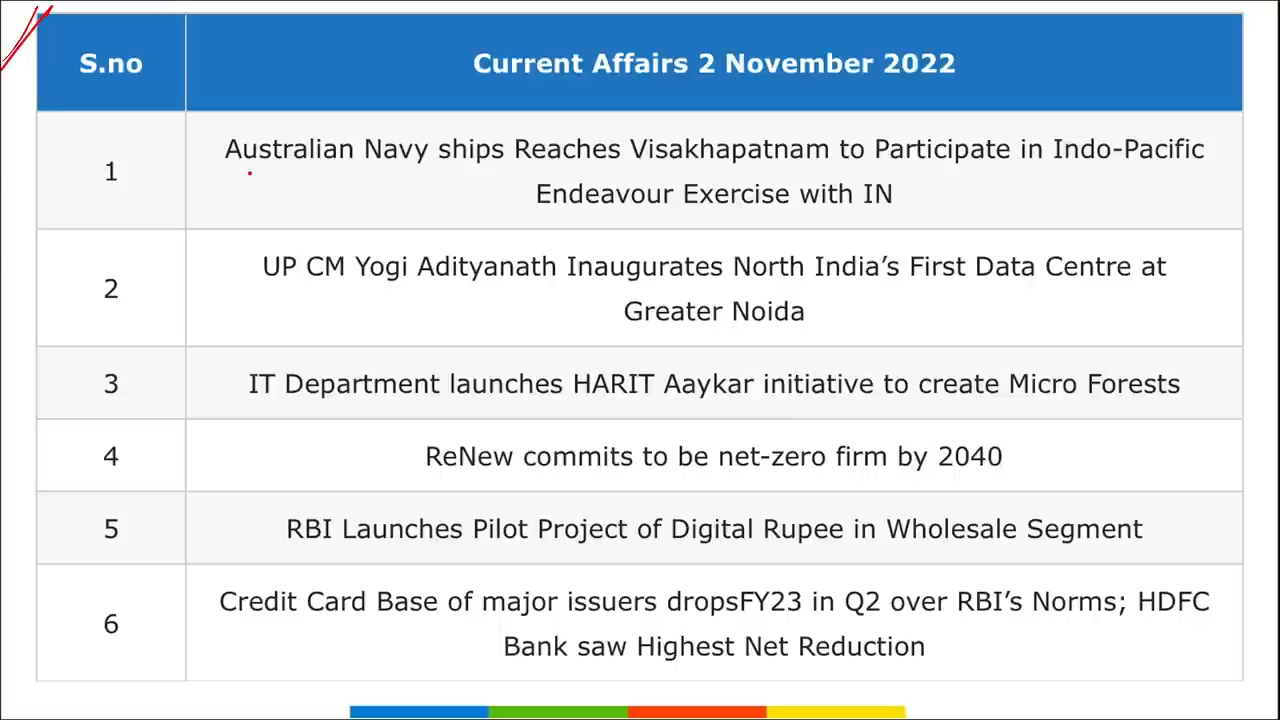 S.no
Current Affairs 2 November 2022
1
Australian Navy ships Reaches Visakhapatnam to Participate in Indo-Pacific
Endeavour Exercise with IN
2
UP CM Yogi Adityanath Inaugurates North India’s First Data Centre at
Greater Noida
3
IT Department launches HARIT Aaykar initiative to create Micro Forests
4
ReNew commits to be net-zero firm by 2040
5
RBI Launches Pilot Project of Digital Rupee in Wholesale Segment
6
Credit Card Base of major issuers dropsFY23 in Q2 over RBI’s Norms; HDFC
Bank saw Highest Net Reduction